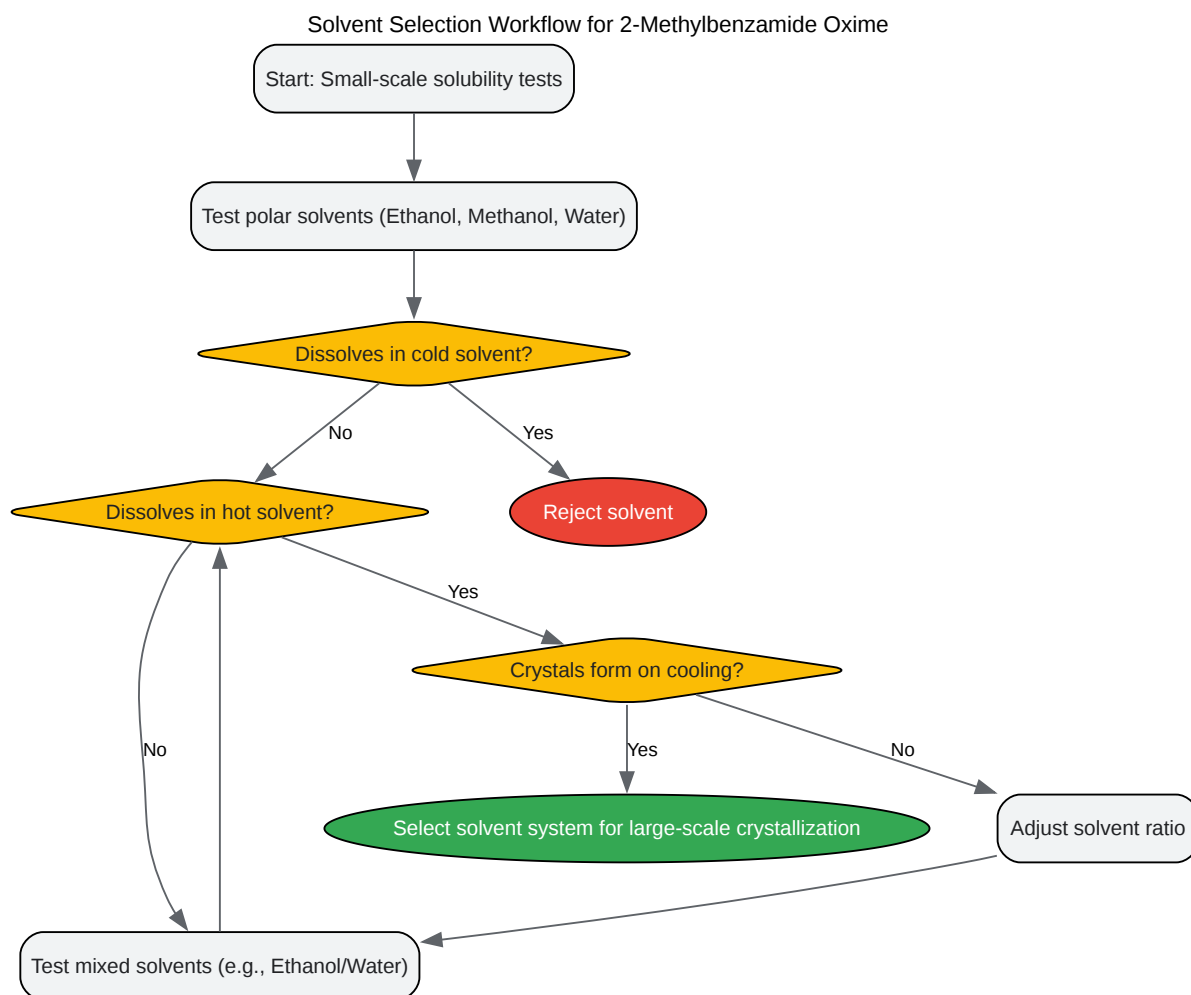 Solvent Selection Workflow for 2-Methylbenzamide Oxime
Start: Small-scale solubility tests
Test polar solvents (Ethanol, Methanol, Water)
Dissolves in cold solvent?
No
Yes
Dissolves in hot solvent?
Reject solvent
Yes
Crystals form on cooling?
No
Yes
No
Select solvent system for large-scale crystallization
Adjust solvent ratio
Test mixed solvents (e.g., Ethanol/Water)